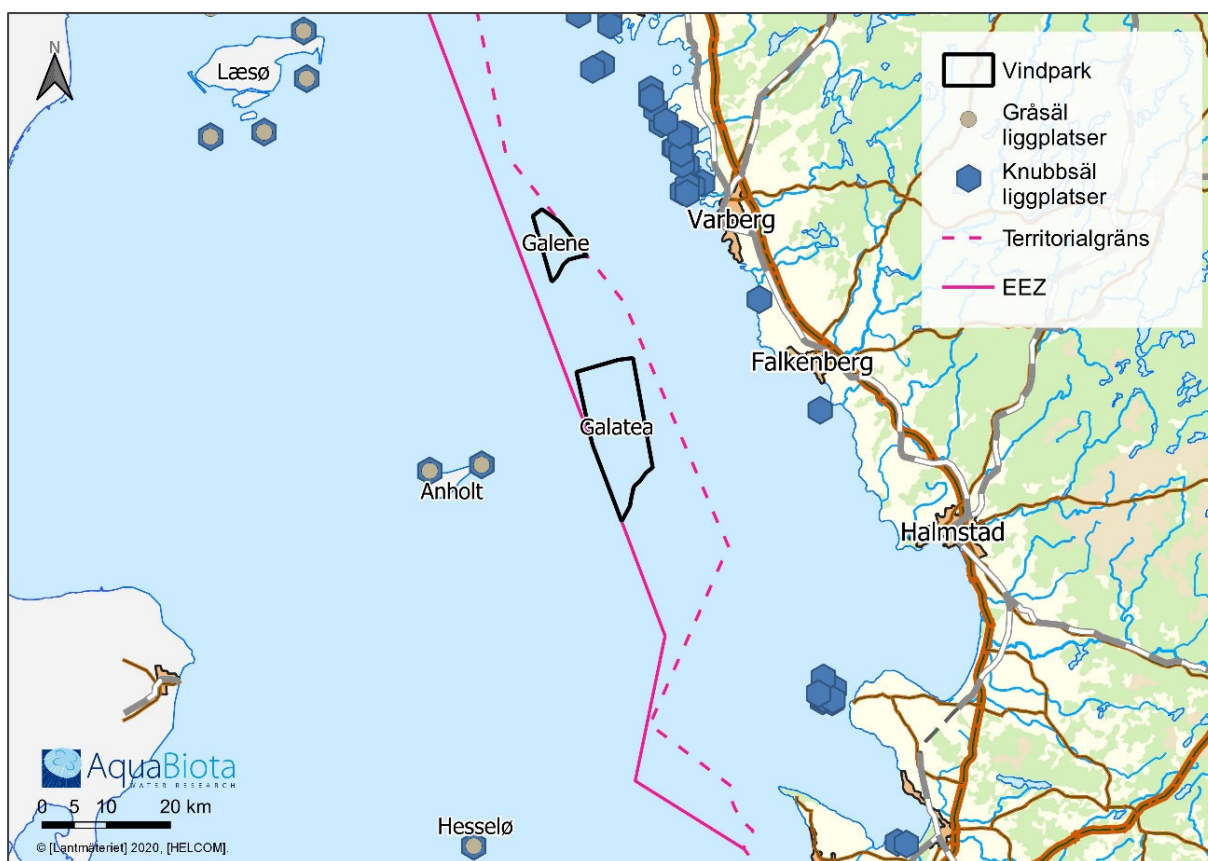 N
Læsø
Vindpark
Gråsäl
liggplatser
Knubbsäl
liggplatser
Territorialgräns
EEZ
Varberg
Galene
Falkenberg
Galatea
Anholt
Halmstad
AquaBiota
WATER RESEARCH
0 5 10 20 km
Hesselø
© [Lantmäteriet] 2020, [HELCOM].